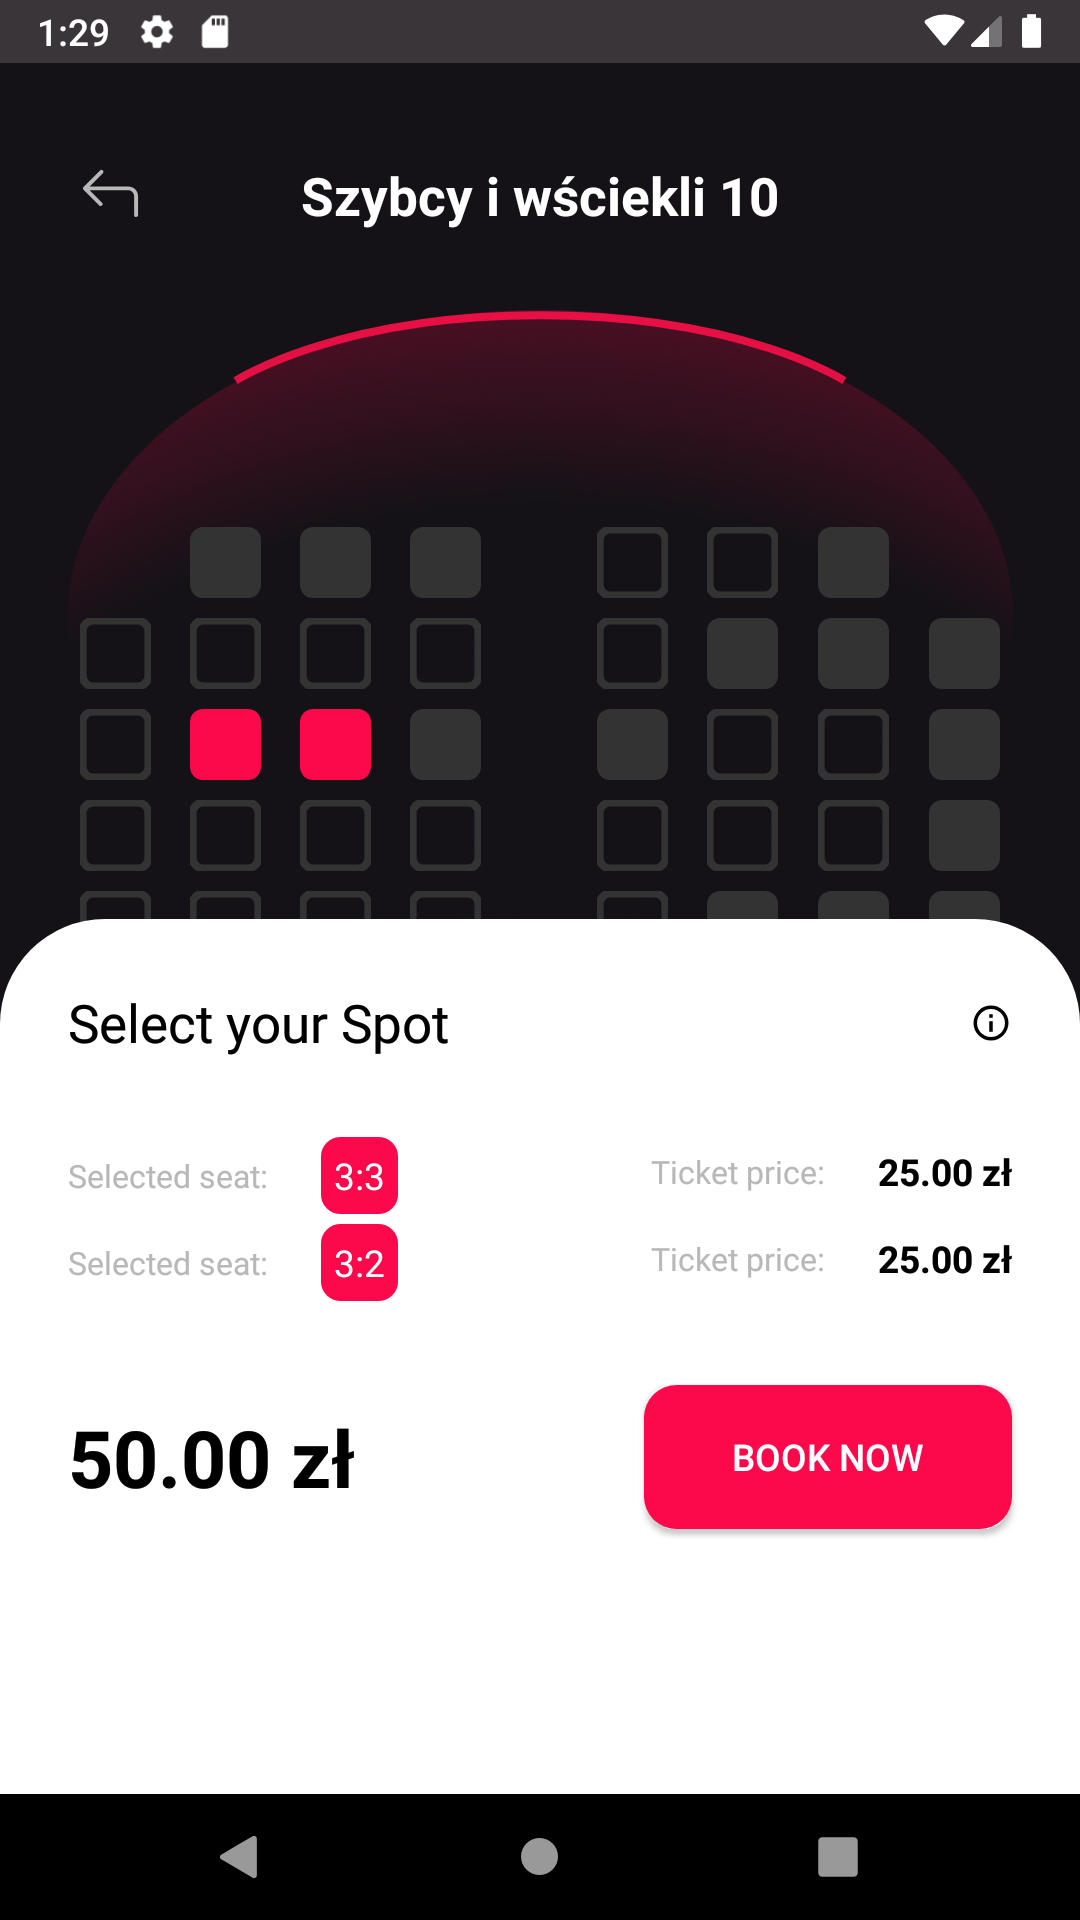 1:29
Szybcy i wściekli 10
Select your Spot
Selected seat: 3:3 Ticket price: 25.00 zł
Selected seat: 3:2 Ticket price: 25.00 zł
50.00 zł BOOK NOW